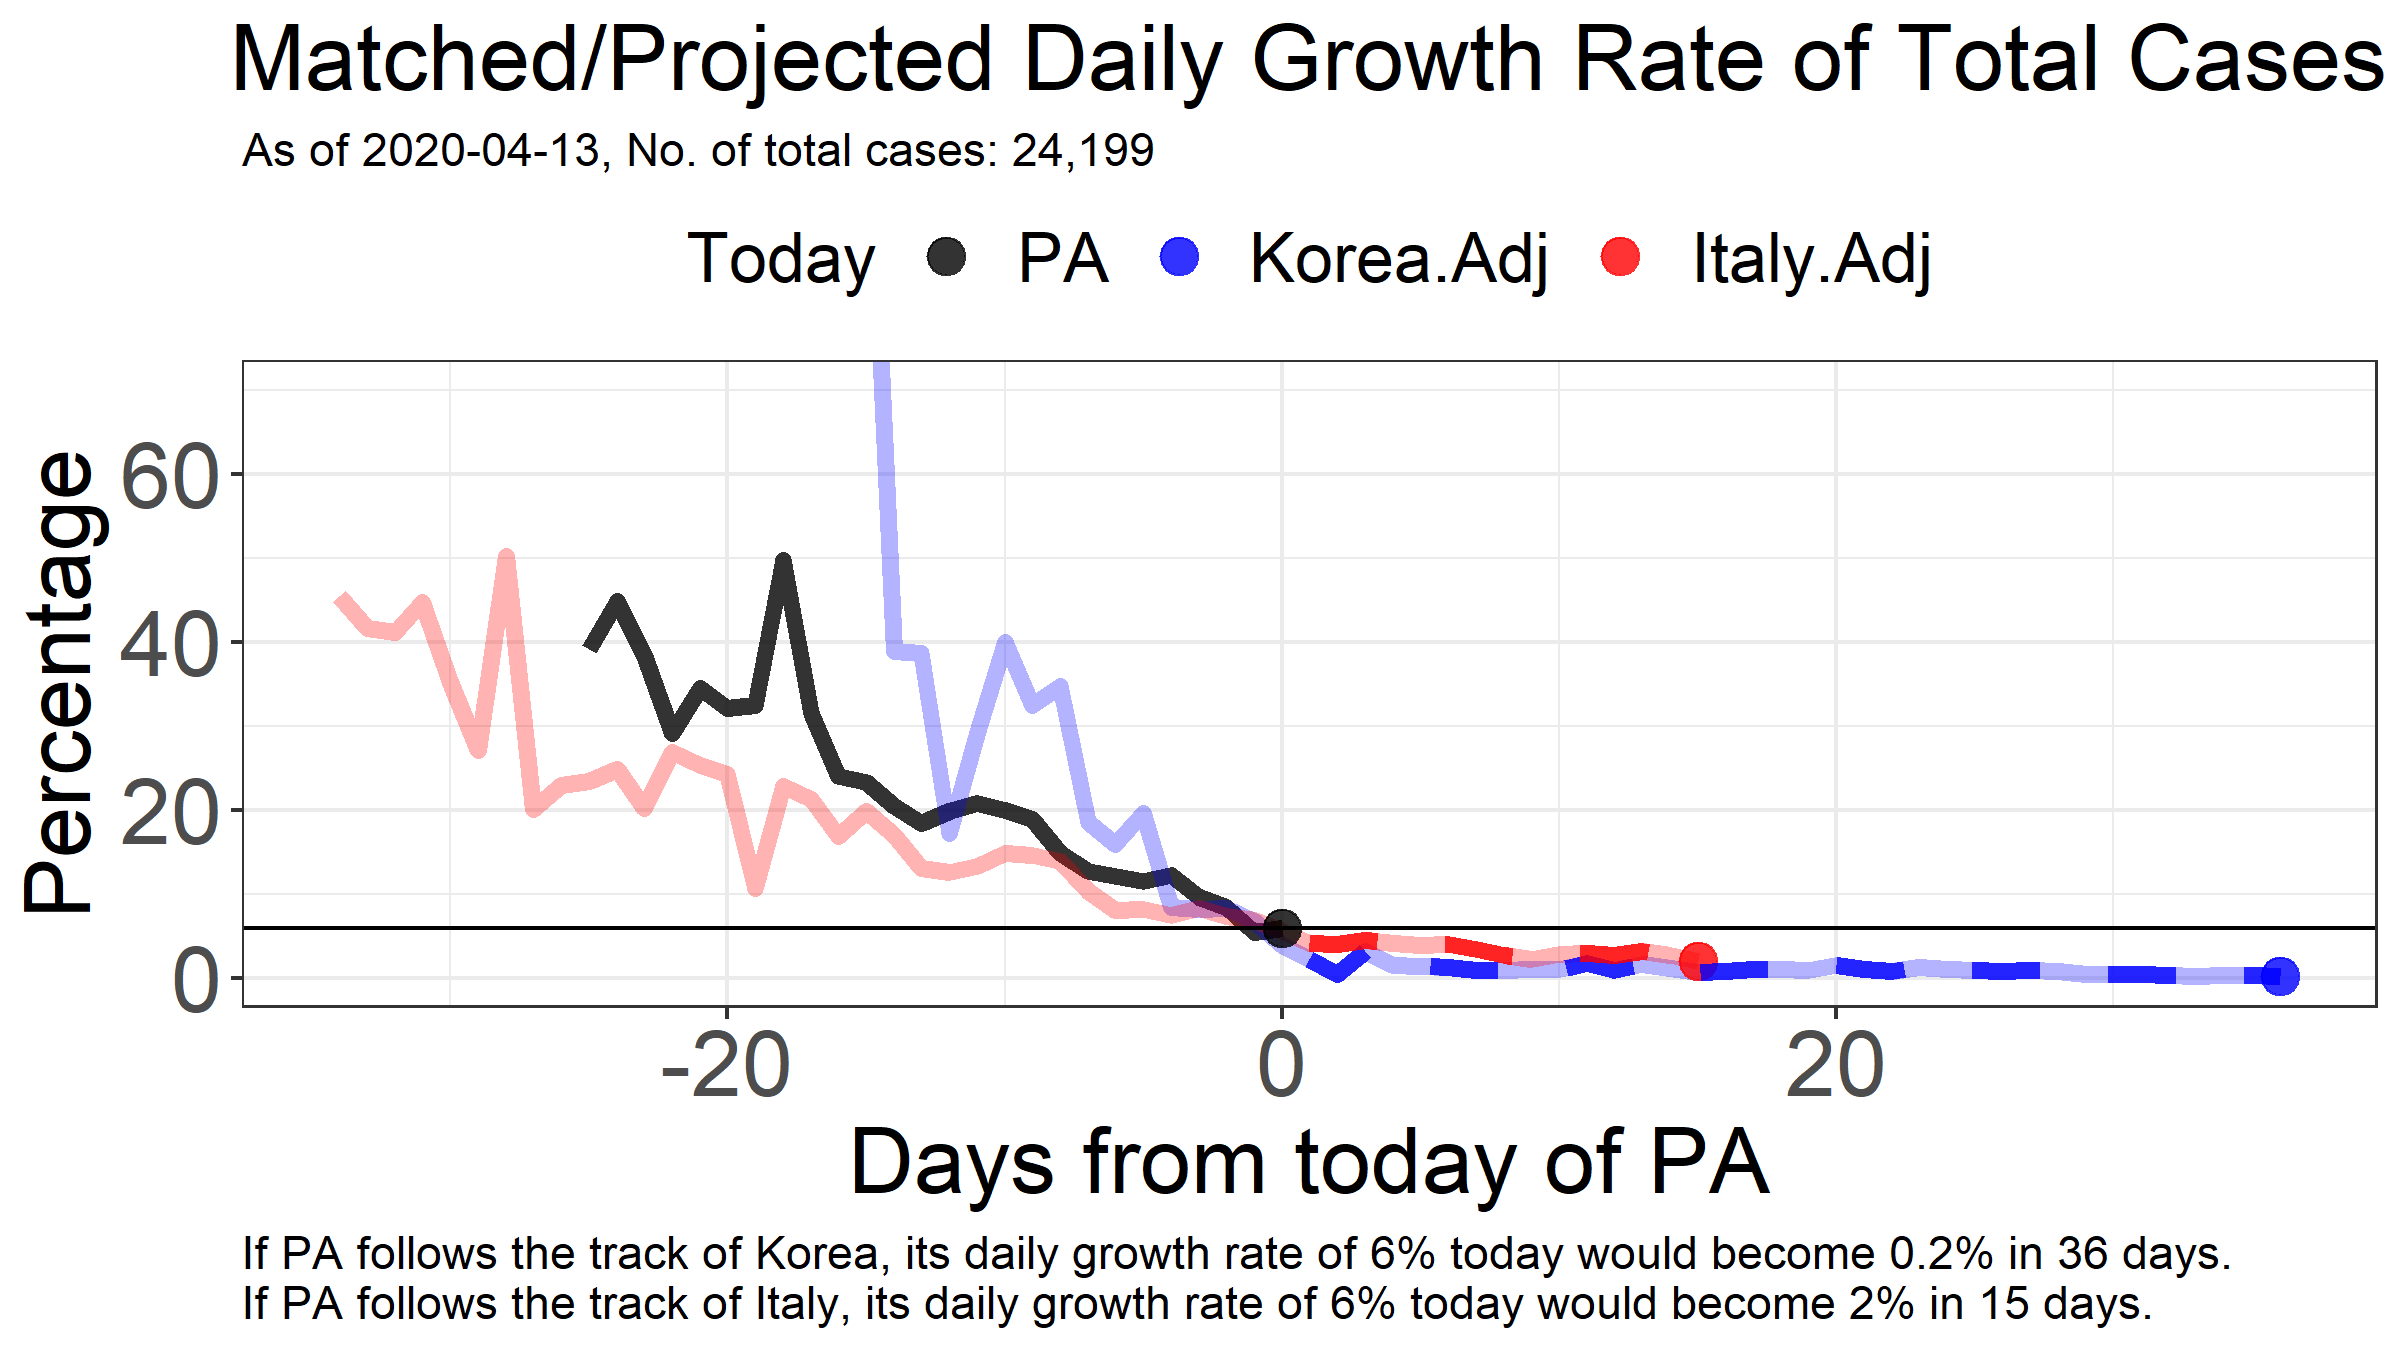 Matched/Projected Daily Growth Rate of Total Cases
As of 2020-04-13, No. of total cases: 24,199
Today PA Korea.Adj Italy.Adj
Percentage
60
40
20
0
-20 0 20
Days from today of PA
If PA follows the track of Korea, its daily growth rate of 6% today would become 0.2% in 36 days.
If PA follows the track of Italy, its daily growth rate of 6% today would become 2% in 15 days.